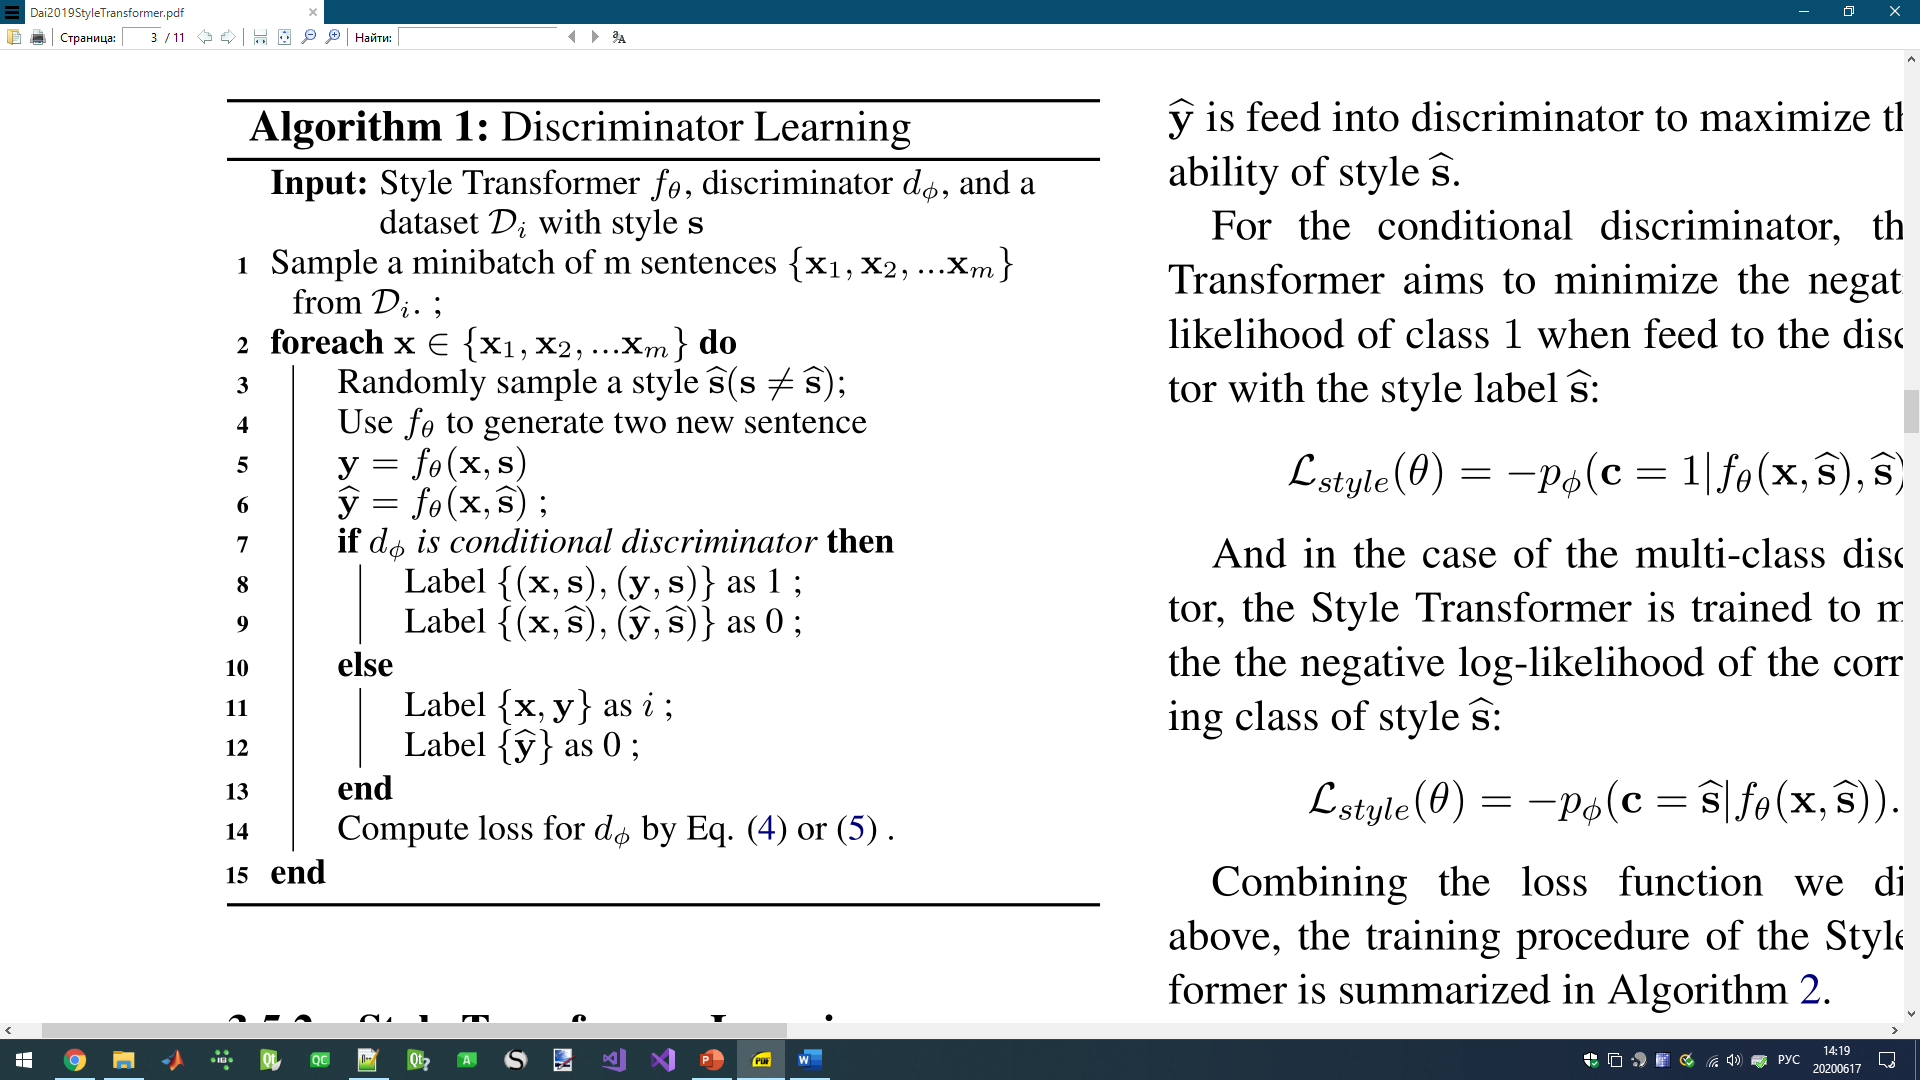 Dai2019StyleTransformer.pdf
Страница: 3 / 11 Найти:
Algorithm 1: Discriminator Learning
Input: Style Transformer f_θ, discriminator d_ϕ, and a
dataset 𝒟_i with style s
1 Sample a minibatch of m sentences {x_1, x_2, ...x_m}
from 𝒟_i. ;
2 foreach x ∈ {x_1, x_2, ...x_m} do
3 Randomly sample a style ŝ(s ≠ ŝ);
4 Use f_θ to generate two new sentence
5 y = f_θ(x, s)
6 ŷ = f_θ(x, ŝ) ;
7 if d_ϕ is conditional discriminator then
8 Label {(x, s), (y, s)} as 1 ;
9 Label {(x, ŝ), (ŷ, ŝ)} as 0 ;
10 else
11 Label {x, y} as i ;
12 Label {ŷ} as 0 ;
13 end
14 Compute loss for d_ϕ by Eq. (4) or (5) .
15 end
ŷ is feed into discriminator to maximize
ability of style ŝ.
For the conditional discriminator,
Transformer aims to minimize the
likelihood of class 1 when feed to the
tor with the style label ŝ:
ℒ_style(θ) = −p_ϕ(c = 1|f_θ(x, ŝ), ŝ)
And in the case of the multi-class
tor, the Style Transformer is trained to
the the negative log-likelihood of the
ing class of style ŝ:
ℒ_style(θ) = −p_ϕ(c = ŝ|f_θ(x, ŝ)).
Combining the loss function we
above, the training procedure of the Style
former is summarized in Algorithm 2.
РУС
14:19
20200617